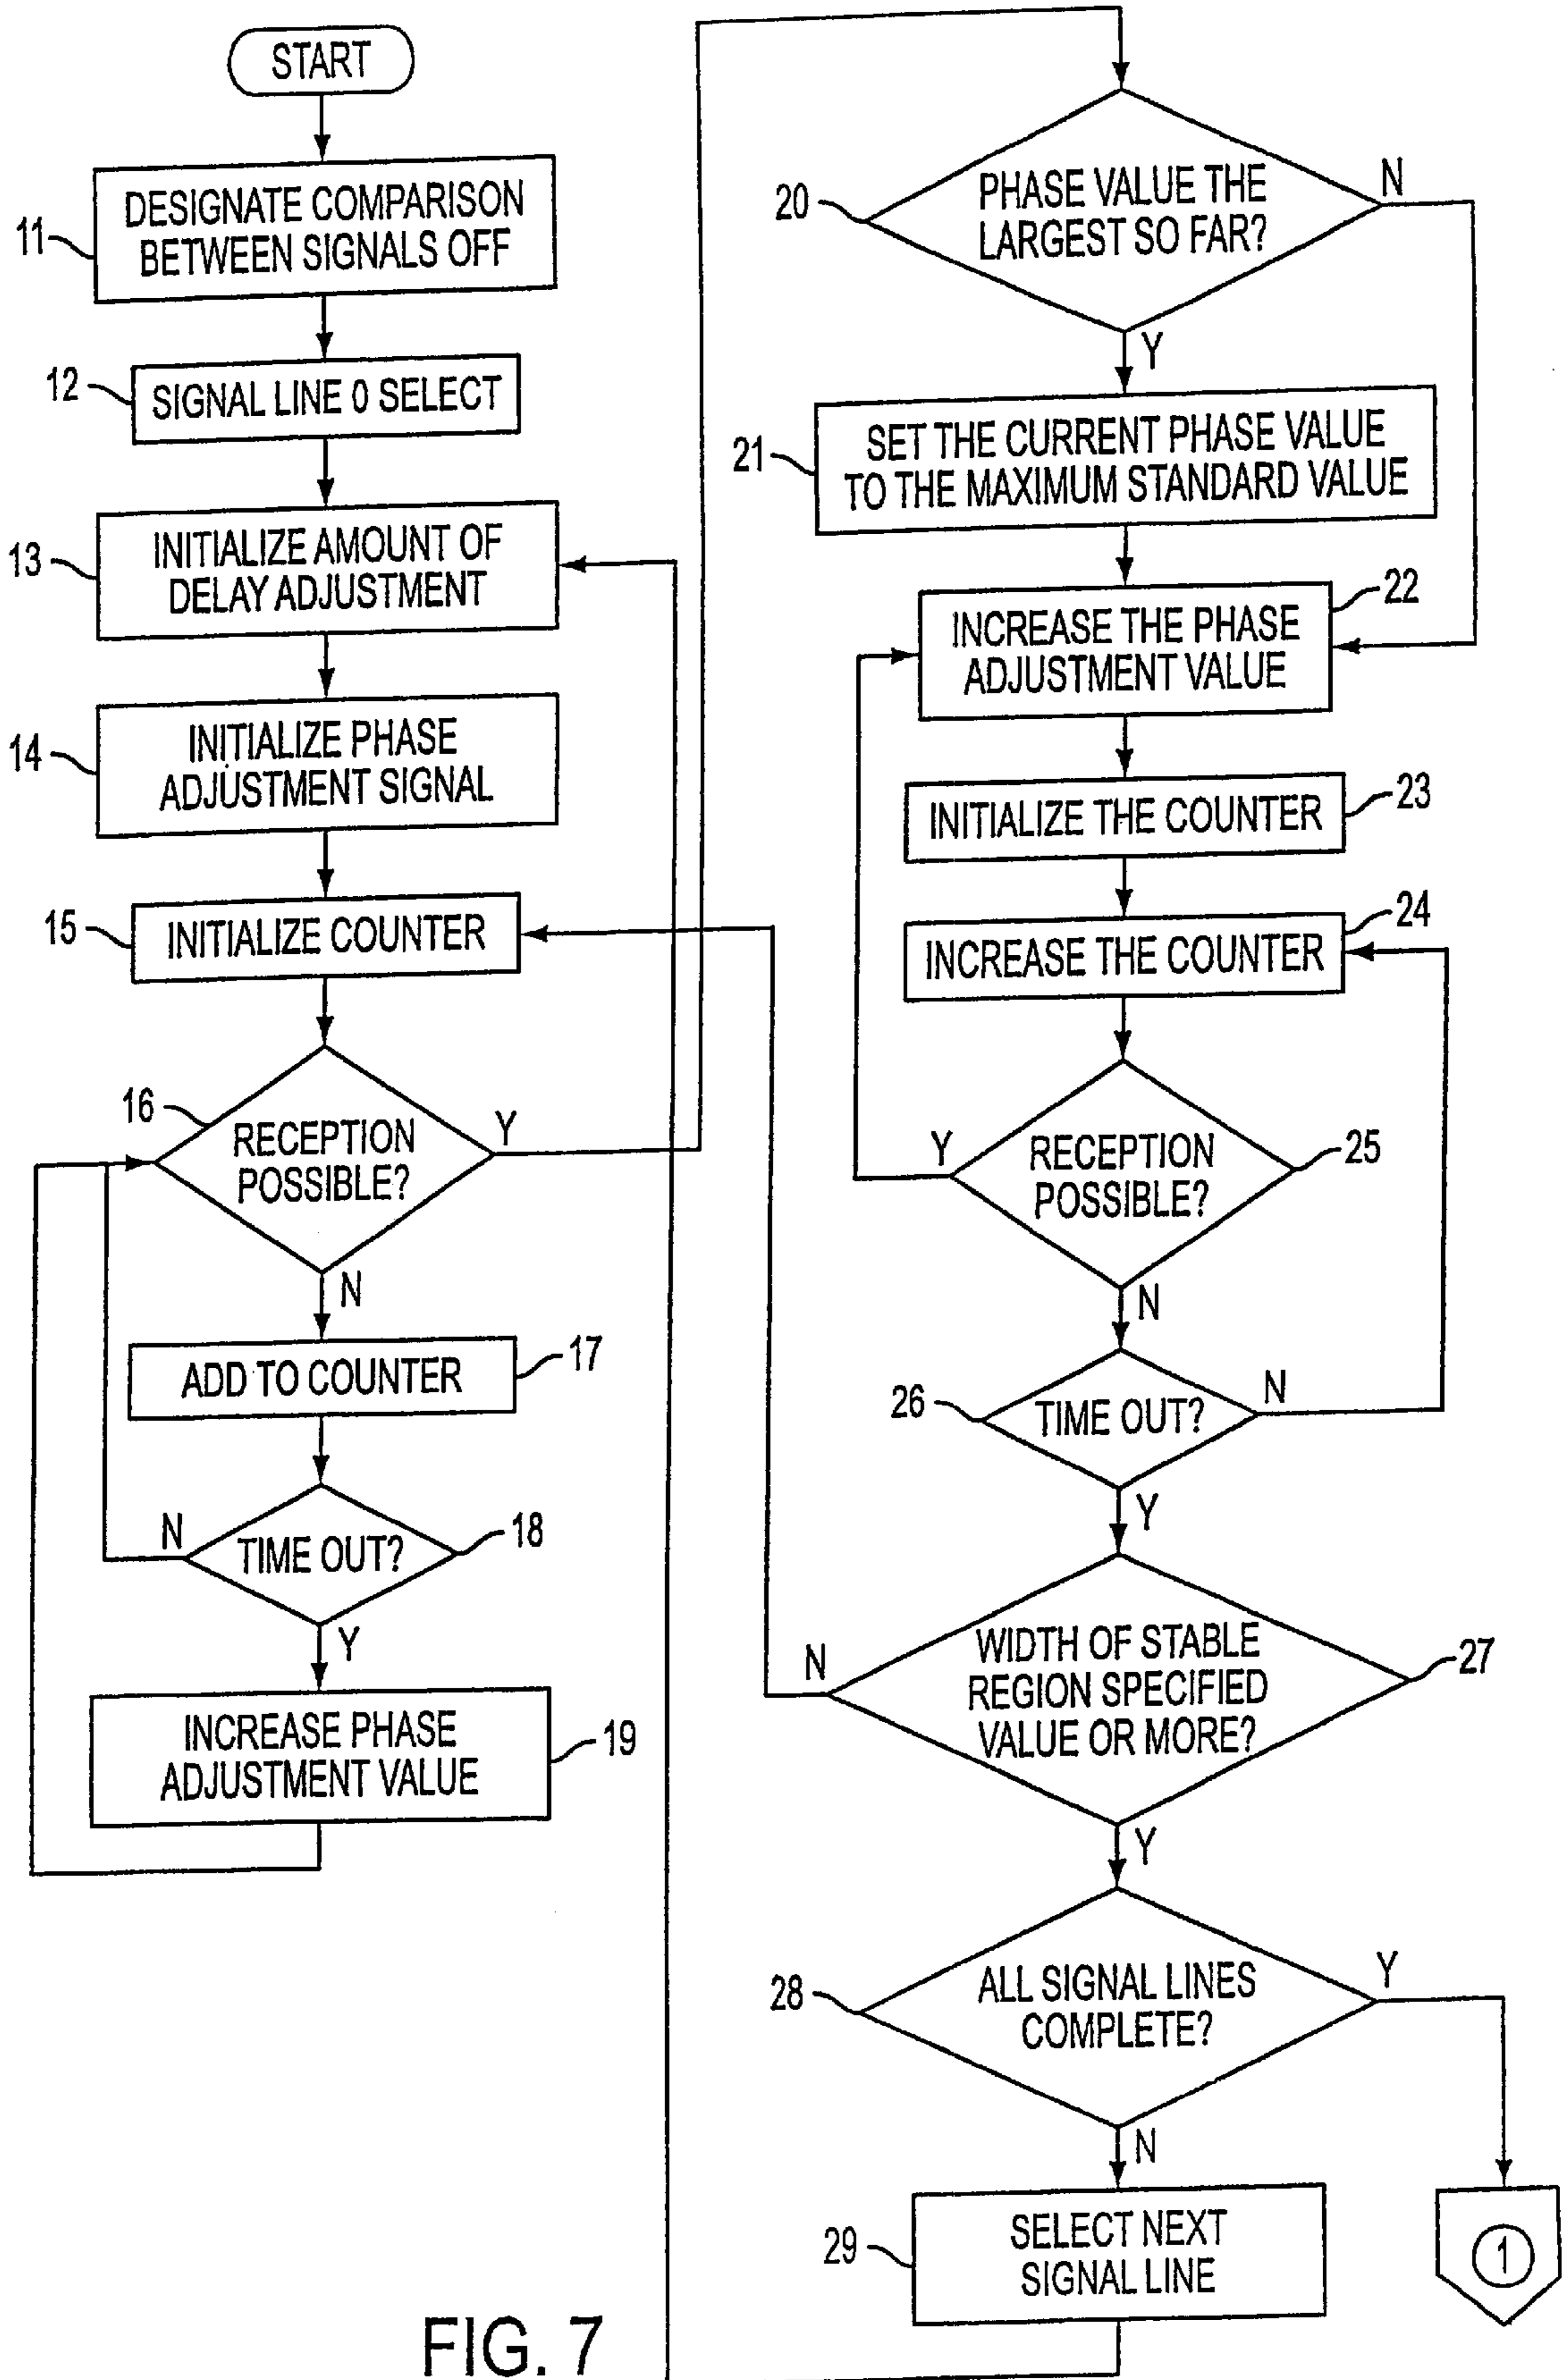 START
11
DESIGNATE COMPARISON
BETWEEN SIGNALS OFF
12
SIGNAL LINE 0 SELECT
13
INITIALIZE AMOUNT OF
DELAY ADJUSTMENT
14
INITIALIZE PHASE
ADJUSTMENT SIGNAL
15
INITIALIZE COUNTER
16
RECEPTION
POSSIBLE?
Y
N
ADD TO COUNTER
17
N
TIME OUT?
18
Y
INCREASE PHASE
ADJUSTMENT VALUE
19
20
PHASE VALUE THE
LARGEST SO FAR?
N
Y
21
SET THE CURRENT PHASE VALUE
TO THE MAXIMUM STANDARD VALUE
22
INCREASE THE PHASE
ADJUSTMENT VALUE
INITIALIZE THE COUNTER
23
24
INCREASE THE COUNTER
Y
RECEPTION
POSSIBLE?
25
N
26
TIME OUT?
N
Y
N
WIDTH OF STABLE
REGION SPECIFIED
VALUE OR MORE?
27
Y
28
ALL SIGNAL LINES
COMPLETE?
Y
N
29
SELECT NEXT
SIGNAL LINE
1
FIG. 7